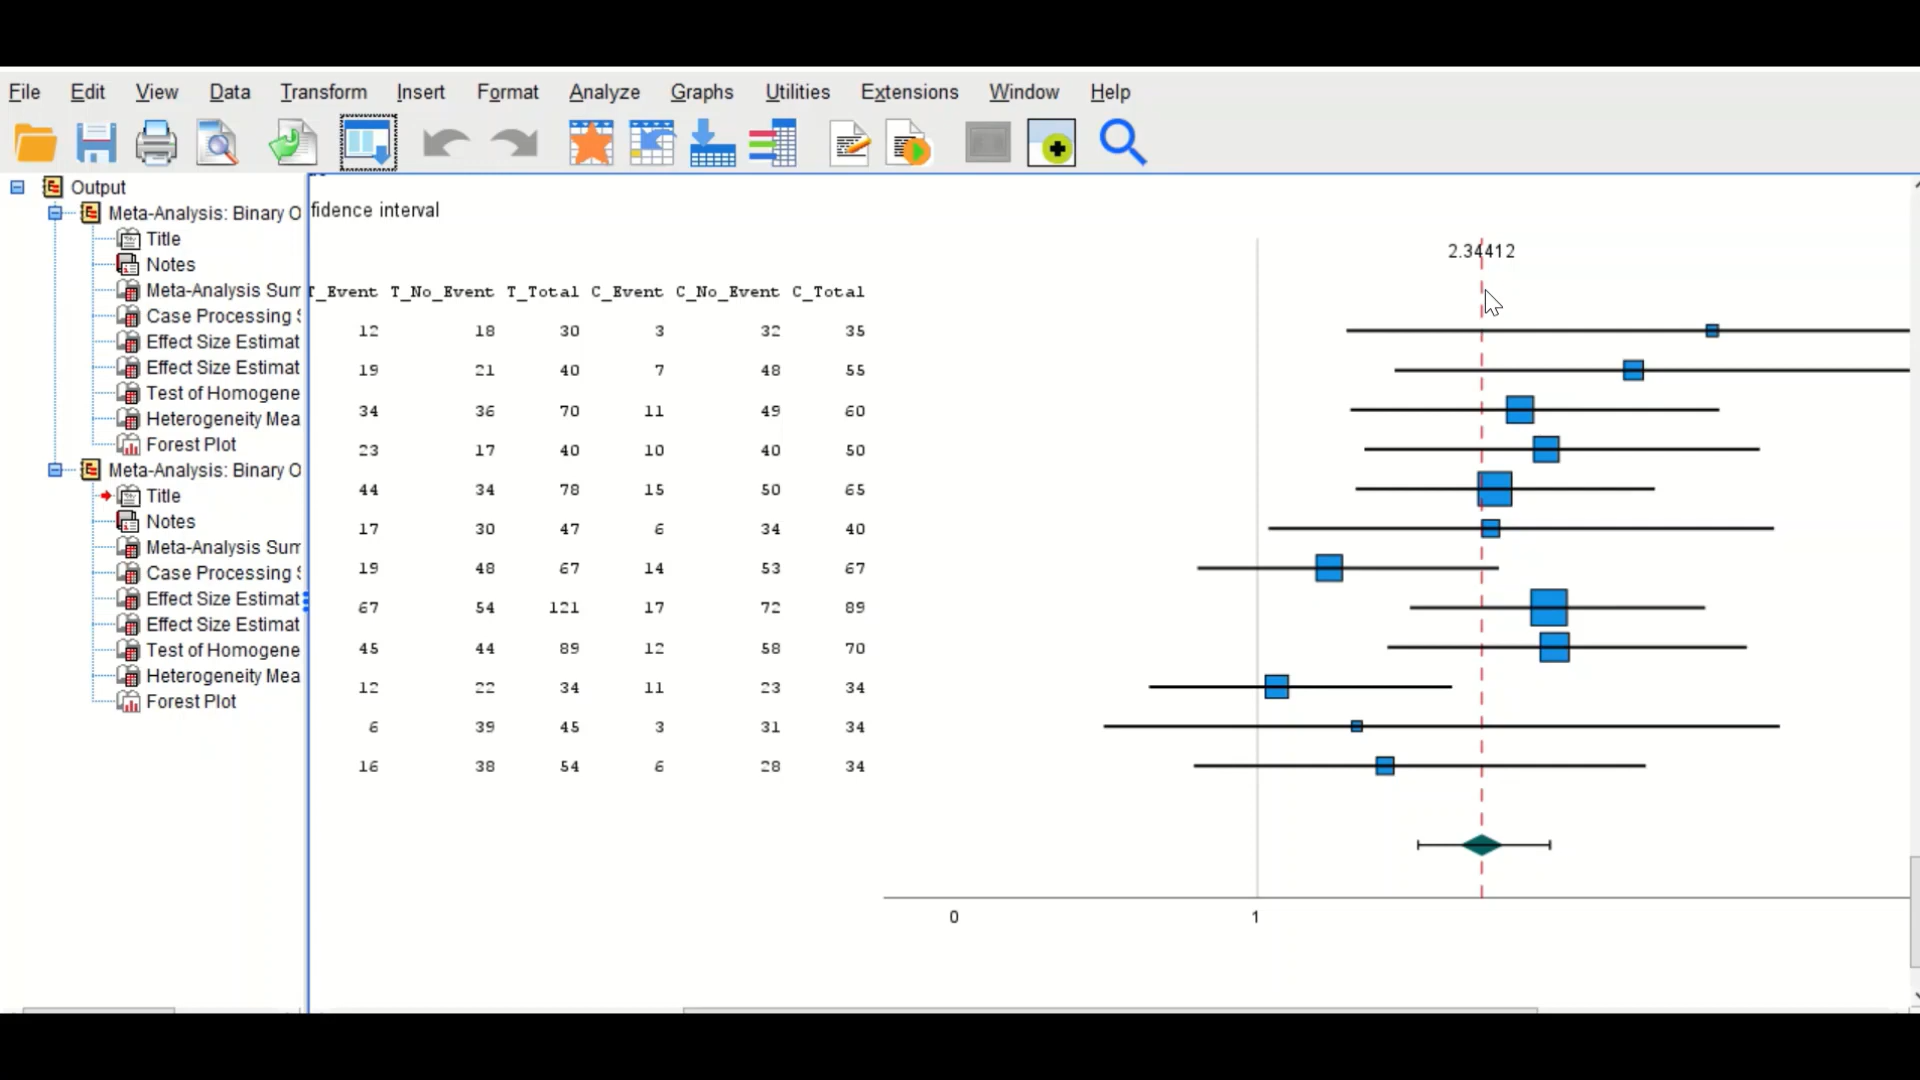 File Edit View Data Transform Insert Format Analyze Graphs Utilities Extensions Window Help
Output
Meta-Analysis: Binary O
Title
Notes
Meta-Analysis Sum
Case Processing S
Effect Size Estimat
Effect Size Estimat
Test of Homogene
Heterogeneity Mea
Forest Plot
Meta-Analysis: Binary O
Title
Notes
Meta-Analysis Sum
Case Processing S
Effect Size Estimat
Effect Size Estimat
Test of Homogene
Heterogeneity Mea
Forest Plot
fidence interval
2.34412
T_Event T_No_Event T_Total C_Event C_No_Event C_Total
12 18 30 3 32 35
19 21 40 7 48 55
34 36 70 11 49 60
23 17 40 10 40 50
44 34 78 15 50 65
17 30 47 6 34 40
19 48 67 14 53 67
67 54 121 17 72 89
45 44 89 12 58 70
12 22 34 11 23 34
6 39 45 3 31 34
16 38 54 6 28 34
0 1